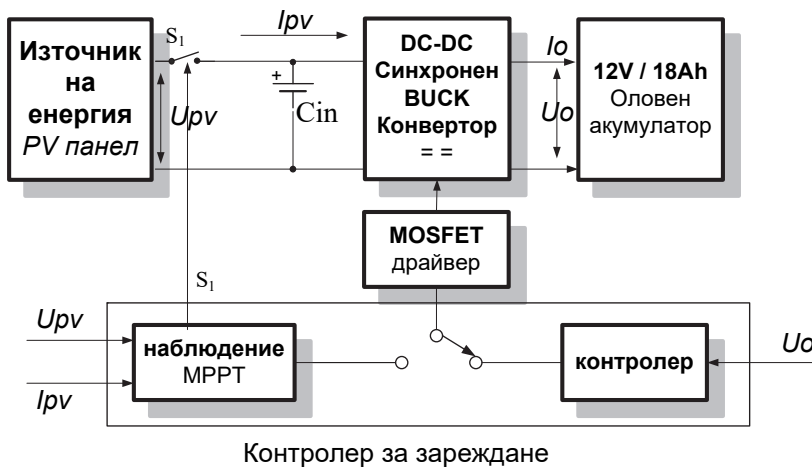 Източник
на
енергия
PV панел
S1
Upv
Ipv
+
Cin
DC-DC
Синхронен
BUCK
Конвертор
= =
Io
Uo
12V / 18Ah
Оловен
акумулатор
MOSFET
драйвер
S1
Upv
Ipv
наблюдение
MPPT
контролер
Uo
Контролер за зареждане